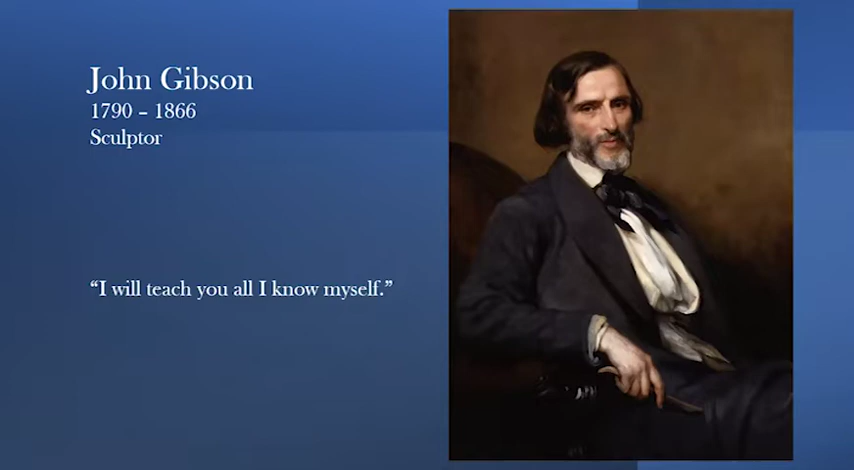 John Gibson
1790 – 1866
Sculptor
“I will teach you all I know myself.”